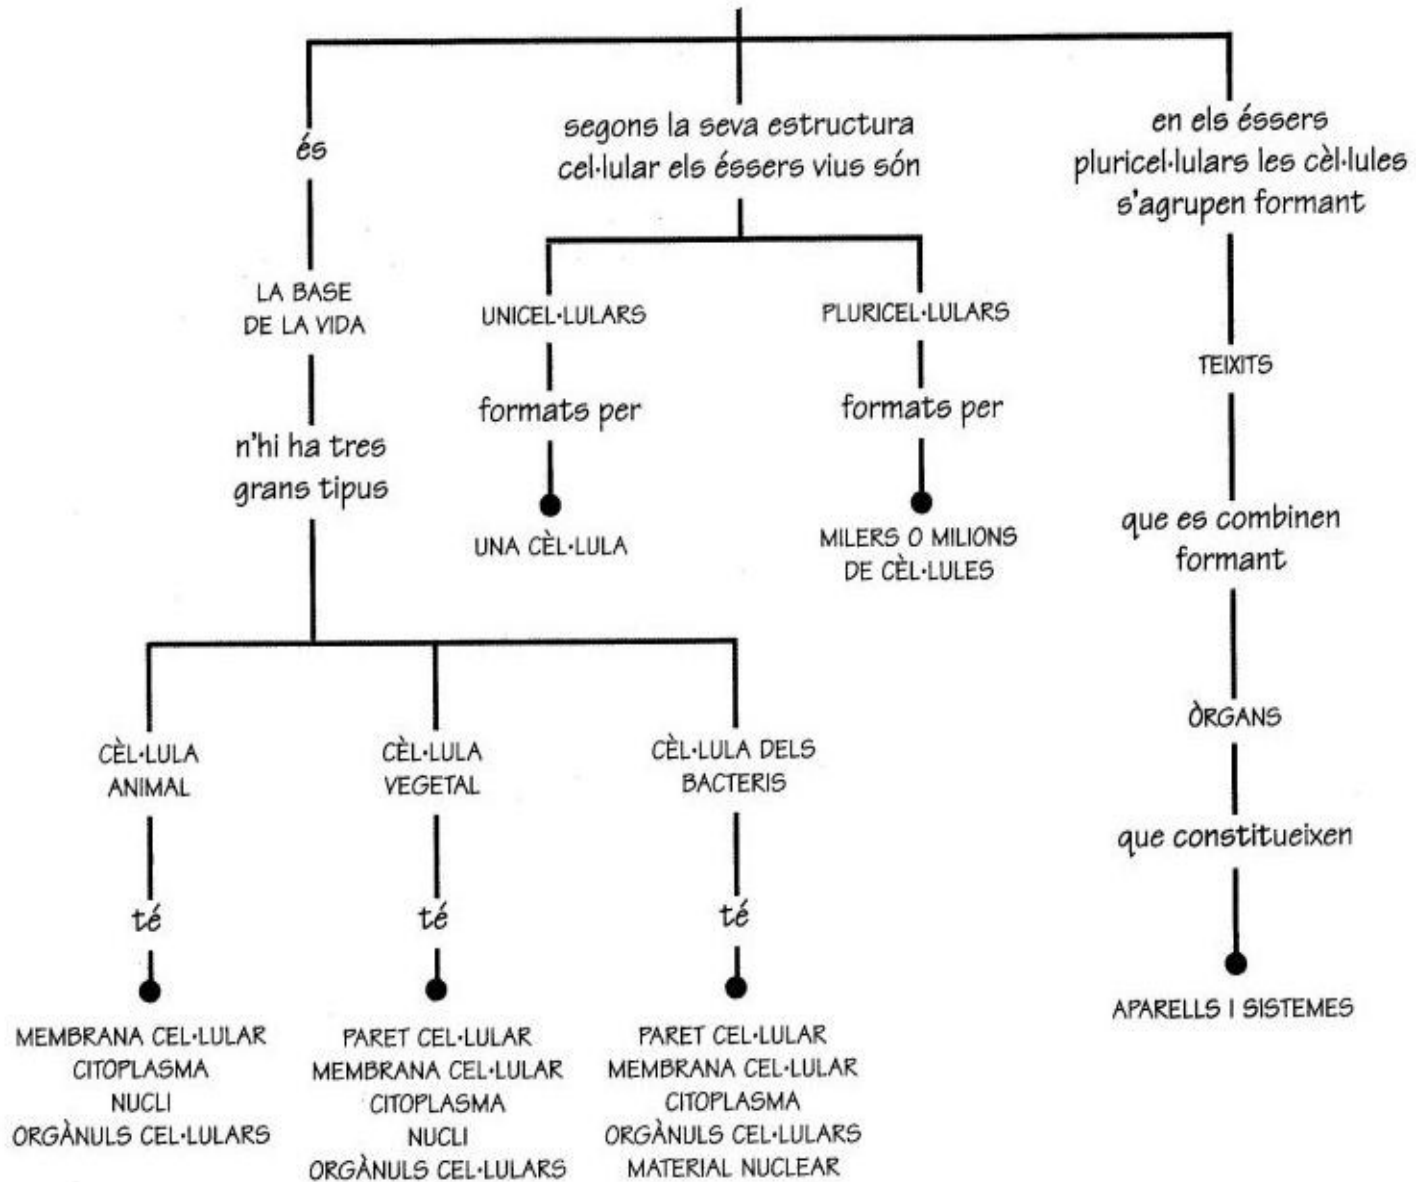 és
LA BASE
DE LA VIDA
n'hi ha tres
grans tipus
CÈL·LULA
ANIMAL
té
MEMBRANA CEL·LULAR
CITOPLASMA
NUCLI
ORGÀNULS CEL·LULARS
CÈL·LULA
VEGETAL
té
PARET CEL·LULAR
MEMBRANA CEL·LULAR
CITOPLASMA
NUCLI
ORGÀNULS CEL·LULARS
CÈL·LULA DELS
BACTERIS
té
PARET CEL·LULAR
MEMBRANA CEL·LULAR
CITOPLASMA
ORGÀNULS CEL·LULARS
MATERIAL NUCLEAR
segons la seva estructura
cel·lular els éssers vius són
UNICEL·LULARS
formats per
UNA CÈL·LULA
PLURICEL·LULARS
formats per
MILERS O MILIONS
DE CÈL·LULES
en els éssers
pluricel·lulars les cèl·lules
s'agrupen formant
TEIXITS
que es combinen
formant
ÒRGANS
que constitueixen
APARELLS I SISTEMES